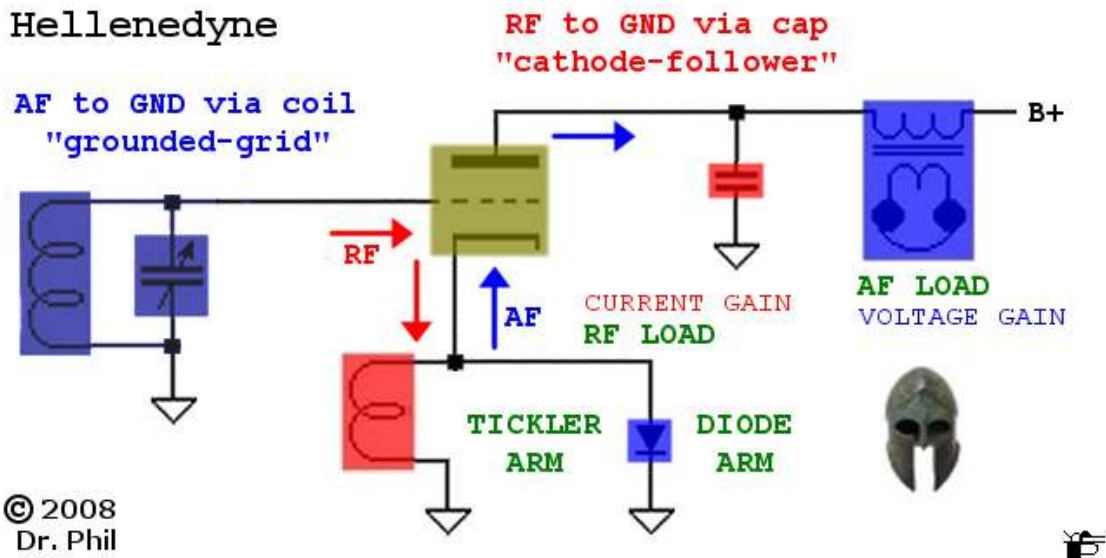 Hellenedyne
RF to GND via cap
"cathode-follower"
AF to GND via coil
"grounded-grid"
B+
RF
AF
CURRENT GAIN
RF LOAD
AF LOAD
VOLTAGE GAIN
TICKLER
ARM
DIODE
ARM
© 2008
Dr. Phil